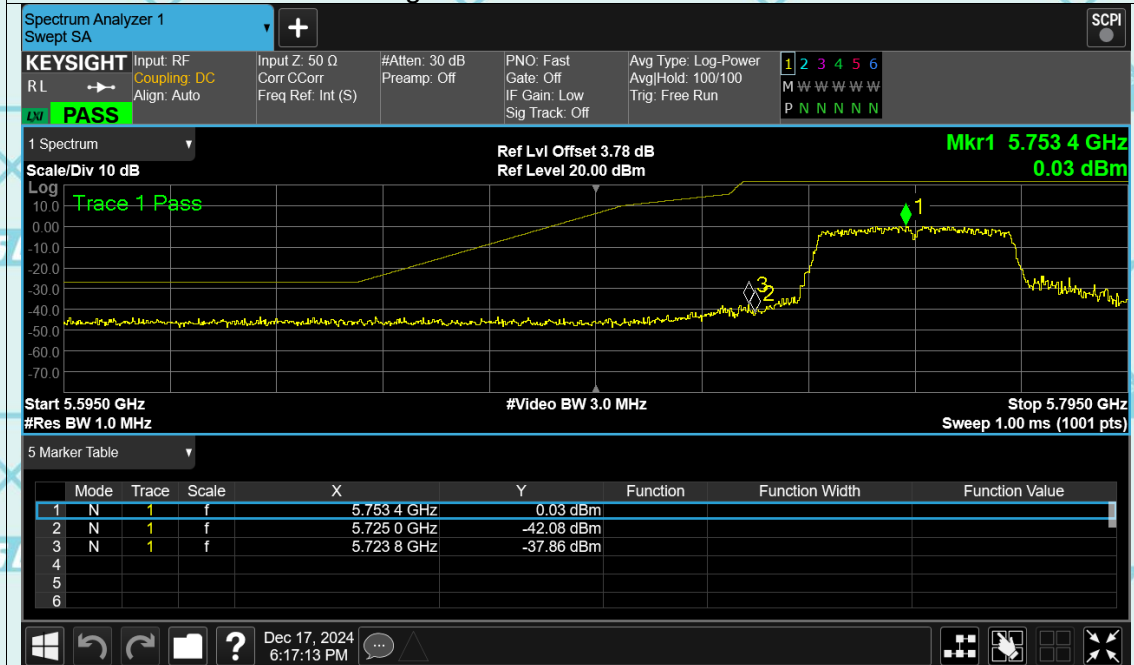 Spectrum Analyzer 1
Swept SA
+
SCPI
KEYSIGHT Input: RF Input Z: 50 Ω #Atten: 30 dB PNO: Fast Avg Type: Log-Power 1 2 3 4 5 6
RL Coupling: DC Corr CCorr Preamp: Off Gate: Off Avg|Hold: 100/100 M W W W W W
Align: Auto Freq Ref: Int (S) IF Gain: Low Trig: Free Run
LXI PASS Sig Track: Off P N N N N N
1 Spectrum
Ref Lvl Offset 3.78 dB Mkr1 5.753 4 GHz
Scale/Div 10 dB Ref Level 20.00 dBm 0.03 dBm
Log
Trace 1 Pass
10.0
0.00
-10.0
-20.0
-30.0
-40.0
-50.0
-60.0
-70.0
1
3
2
Start 5.5950 GHz #Video BW 3.0 MHz Stop 5.7950 GHz
#Res BW 1.0 MHz Sweep 1.00 ms (1001 pts)
5 Marker Table
Mode Trace Scale X Y Function Function Width Function Value
1 N 1 f 5.753 4 GHz 0.03 dBm
2 N 1 f 5.725 0 GHz -42.08 dBm
3 N 1 f 5.723 8 GHz -37.86 dBm
4
5
6
? Dec 17, 2024
6:17:13 PM